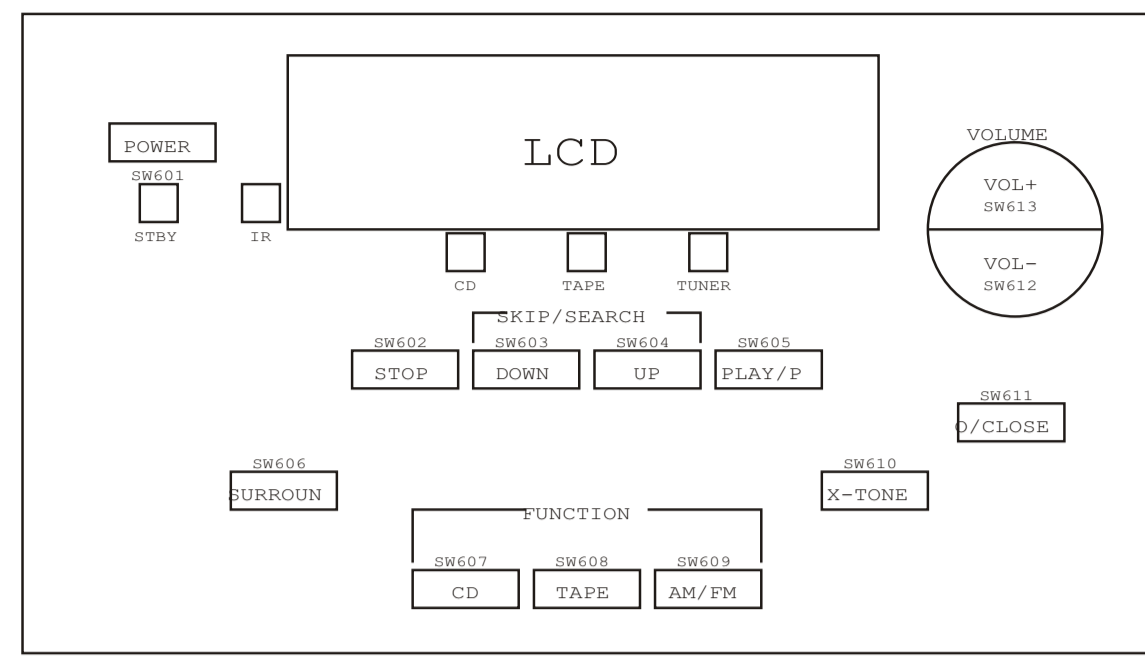 LCD
POWER
SW601
STBY
IR
VOLUME
VOL+
SW613
VOL-
SW612
CD
TAPE
TUNER
SKIP/SEARCH
SW602
SW603
SW604
SW605
STOP
DOWN
UP
PLAY/P
SW611
O/CLOSE
SW606
SURROUN
SW610
X-TONE
FUNCTION
SW607
SW608
SW609
CD
TAPE
AM/FM